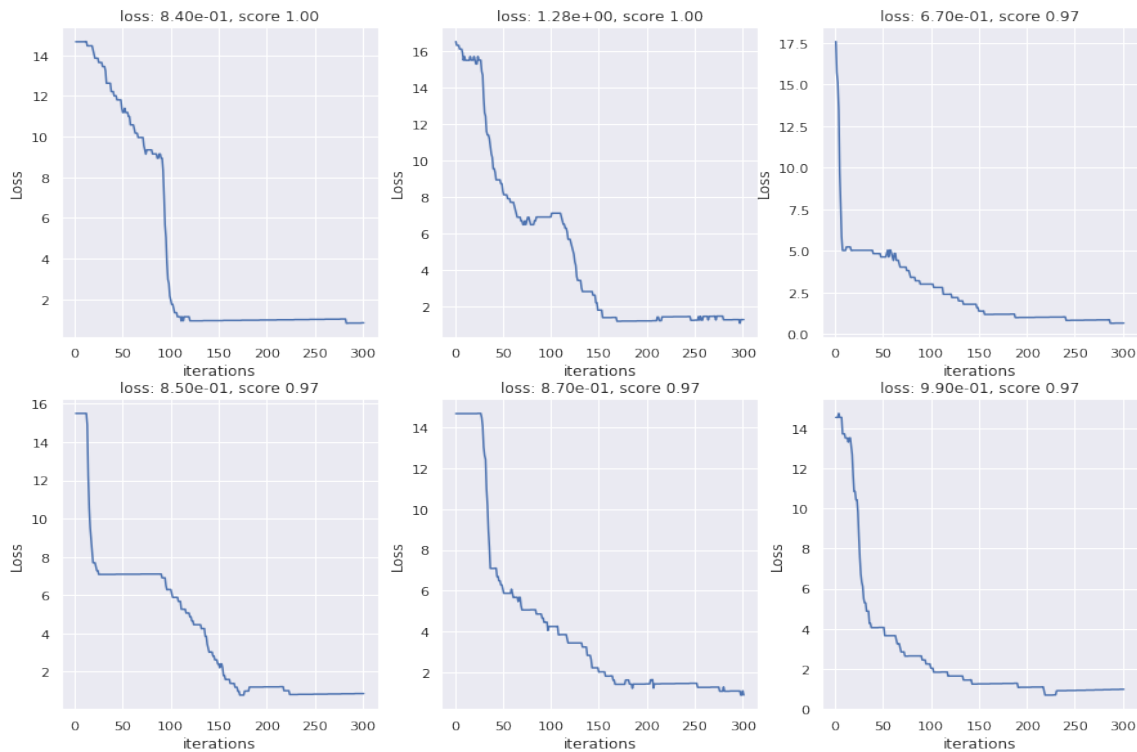 loss: 8.40e-01, score 1.00
14
12
10
8
6
4
2
Loss
0 50 100 150 200 250 300
iterations
loss: 1.28e+00, score 1.00
16
14
12
10
8
6
4
2
Loss
0 50 100 150 200 250 300
iterations
loss: 6.70e-01, score 0.97
17.5
15.0
12.5
10.0
7.5
5.0
2.5
0.0
Loss
0 50 100 150 200 250 300
iterations
loss: 8.50e-01, score 0.97
16
14
12
10
8
6
4
2
Loss
0 50 100 150 200 250 300
iterations
loss: 8.70e-01, score 0.97
14
12
10
8
6
4
2
Loss
0 50 100 150 200 250 300
iterations
loss: 9.90e-01, score 0.97
14
12
10
8
6
4
2
0
Loss
0 50 100 150 200 250 300
iterations